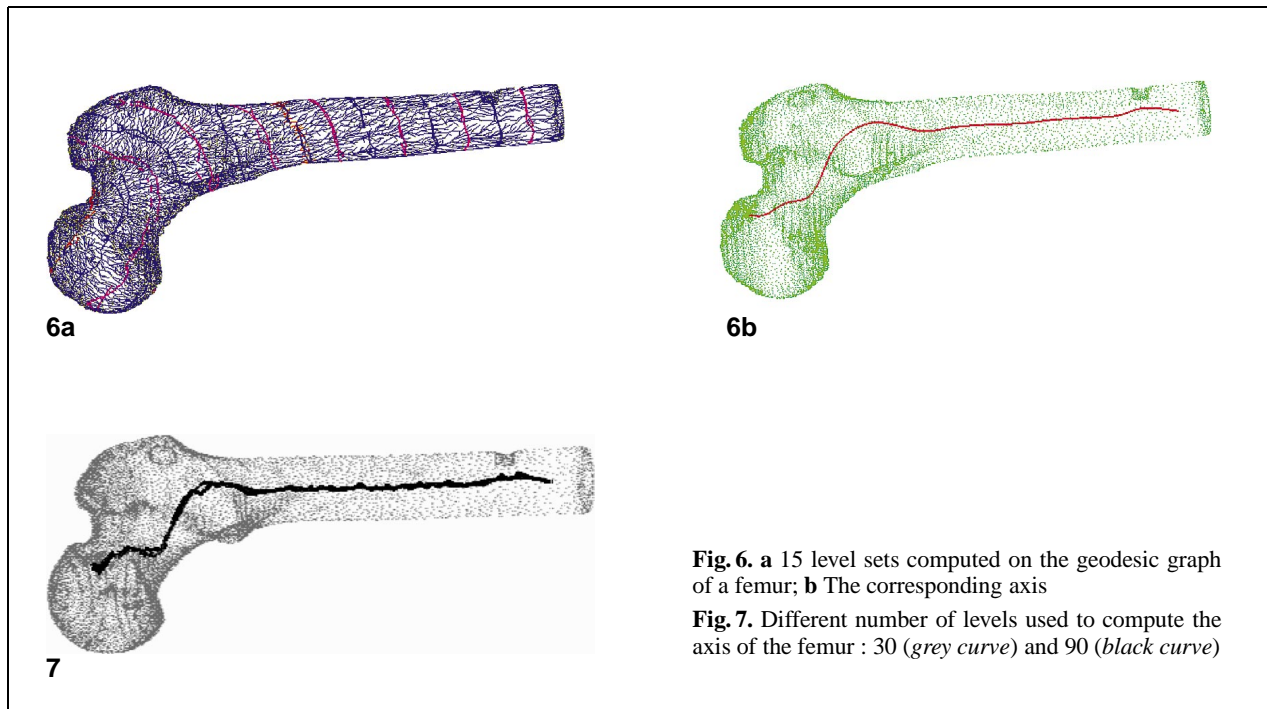 6a
6b
7
Fig. 6. a 15 level sets computed on the geodesic graph
of a femur; b The corresponding axis
Fig. 7. Different number of levels used to compute the
axis of the femur : 30 (grey curve) and 90 (black curve)